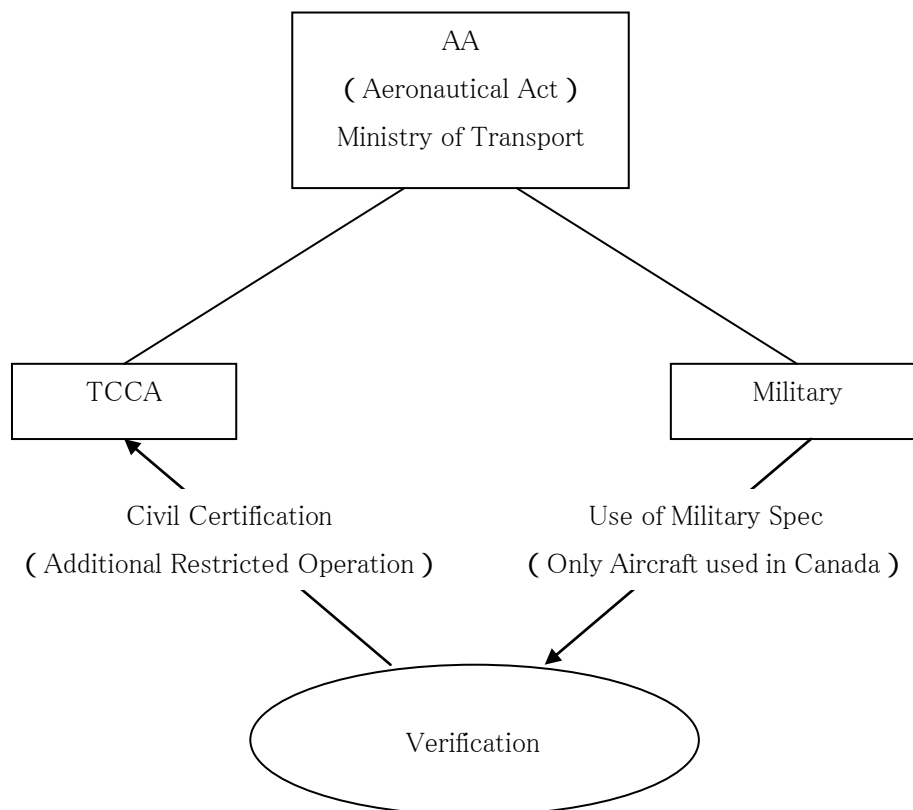 AA
( Aeronautical Act )
Ministry of Transport
TCCA
Military
Civil Certification
( Additional Restricted Operation )
Use of Military Spec
( Only Aircraft used in Canada )
Verification